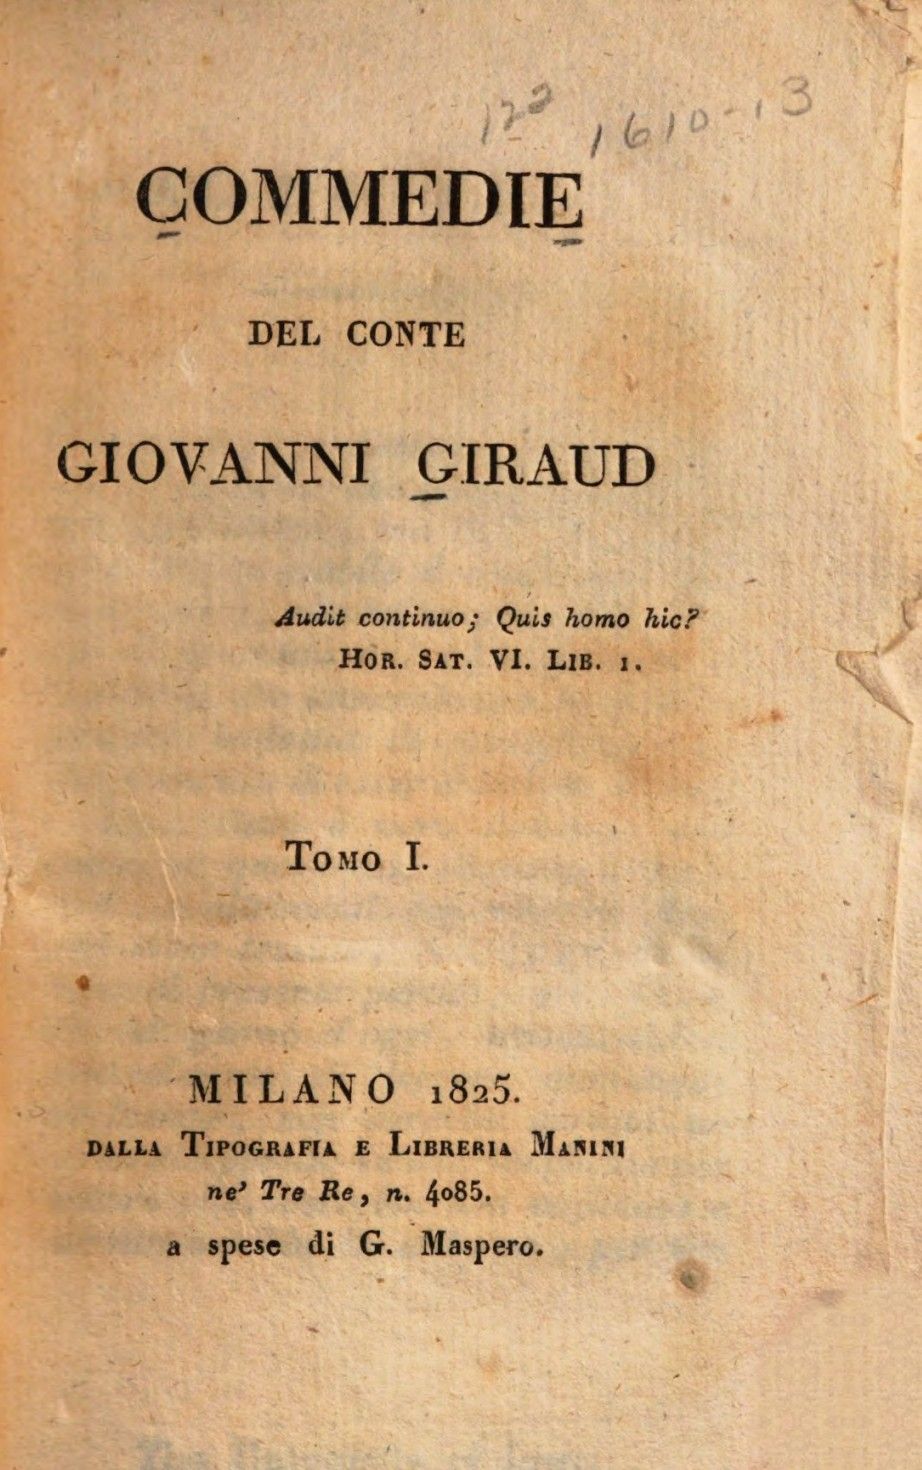 1610-13
COMMEDIE
DEL CONTE
GIOVANNI GIRAUD
Audit continuo; Quis homo hic?
HOR. SAT. VI. LIB. 1.
TOMO I.
MILANO 1825.
DALLA TIPOGRAFIA E LIBRERIA MANINI
ne' Tre Re, n. 4085.
a spese di G. Maspero.